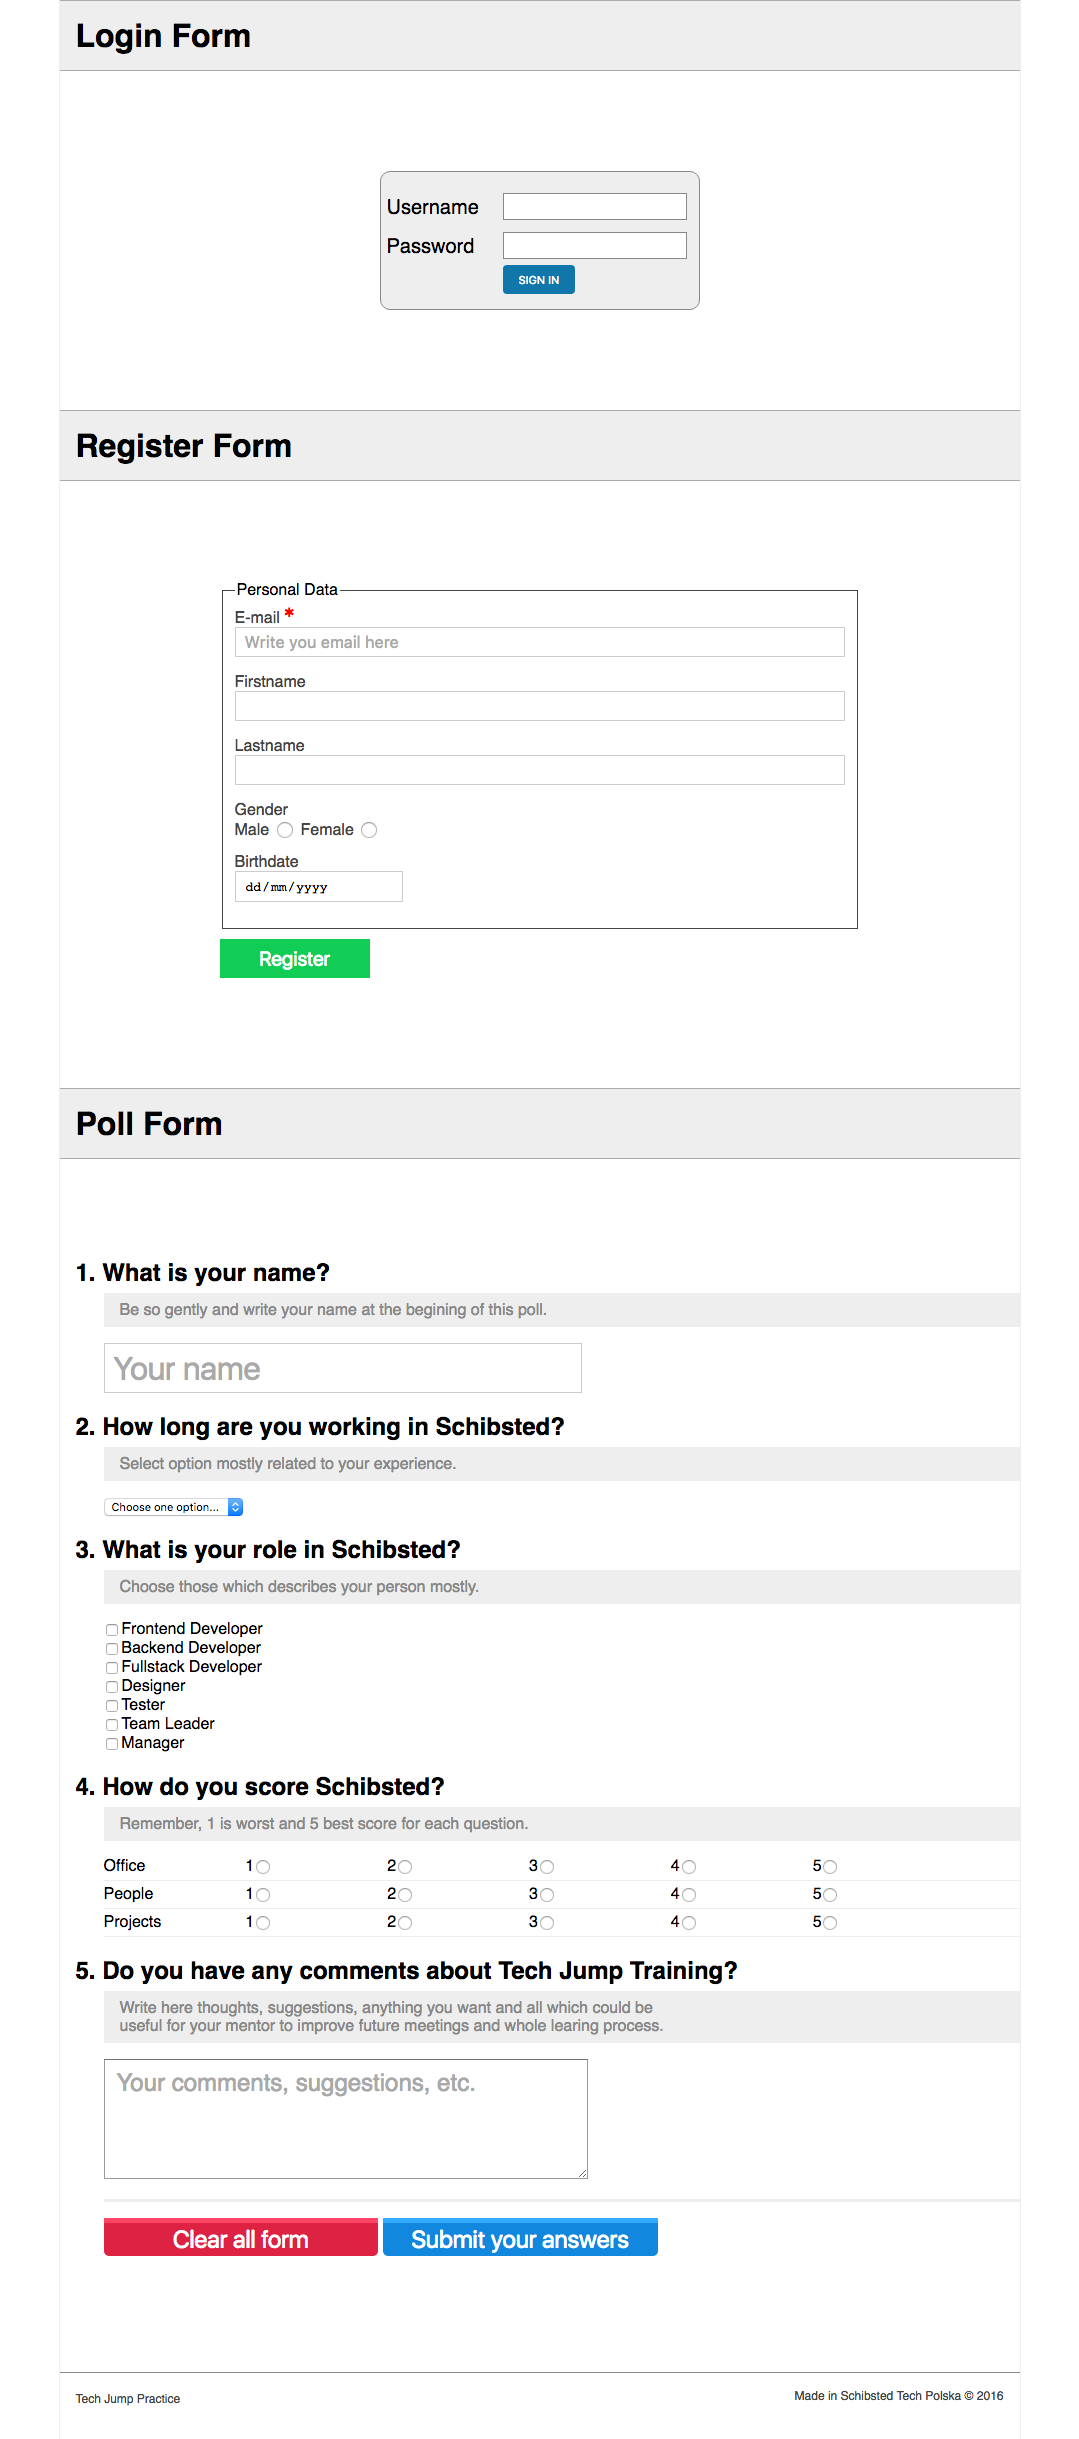 Login Form
Username
Password
SIGN IN
Register Form
Personal Data
E-mail *
Write you email here
Firstname
Lastname
Gender
Male Female
Birthdate
dd/mm/yyyy
Register
Poll Form
1. What is your name?
Be so gently and write your name at the begining of this poll.
Your name
2. How long are you working in Schibsted?
Select option mostly related to your experience.
Choose one option...
3. What is your role in Schibsted?
Choose those which describes your person mostly.
Frontend Developer
Backend Developer
Fullstack Developer
Designer
Tester
Team Leader
Manager
4. How do you score Schibsted?
Remember, 1 is worst and 5 best score for each question.
Office 1 2 3 4 5
People 1 2 3 4 5
Projects 1 2 3 4 5
5. Do you have any comments about Tech Jump Training?
Write here thoughts, suggestions, anything you want and all which could be
useful for your mentor to improve future meetings and whole learing process.
Your comments, suggestions, etc.
Clear all form Submit your answers
Tech Jump Practice Made in Schibsted Tech Polska © 2016